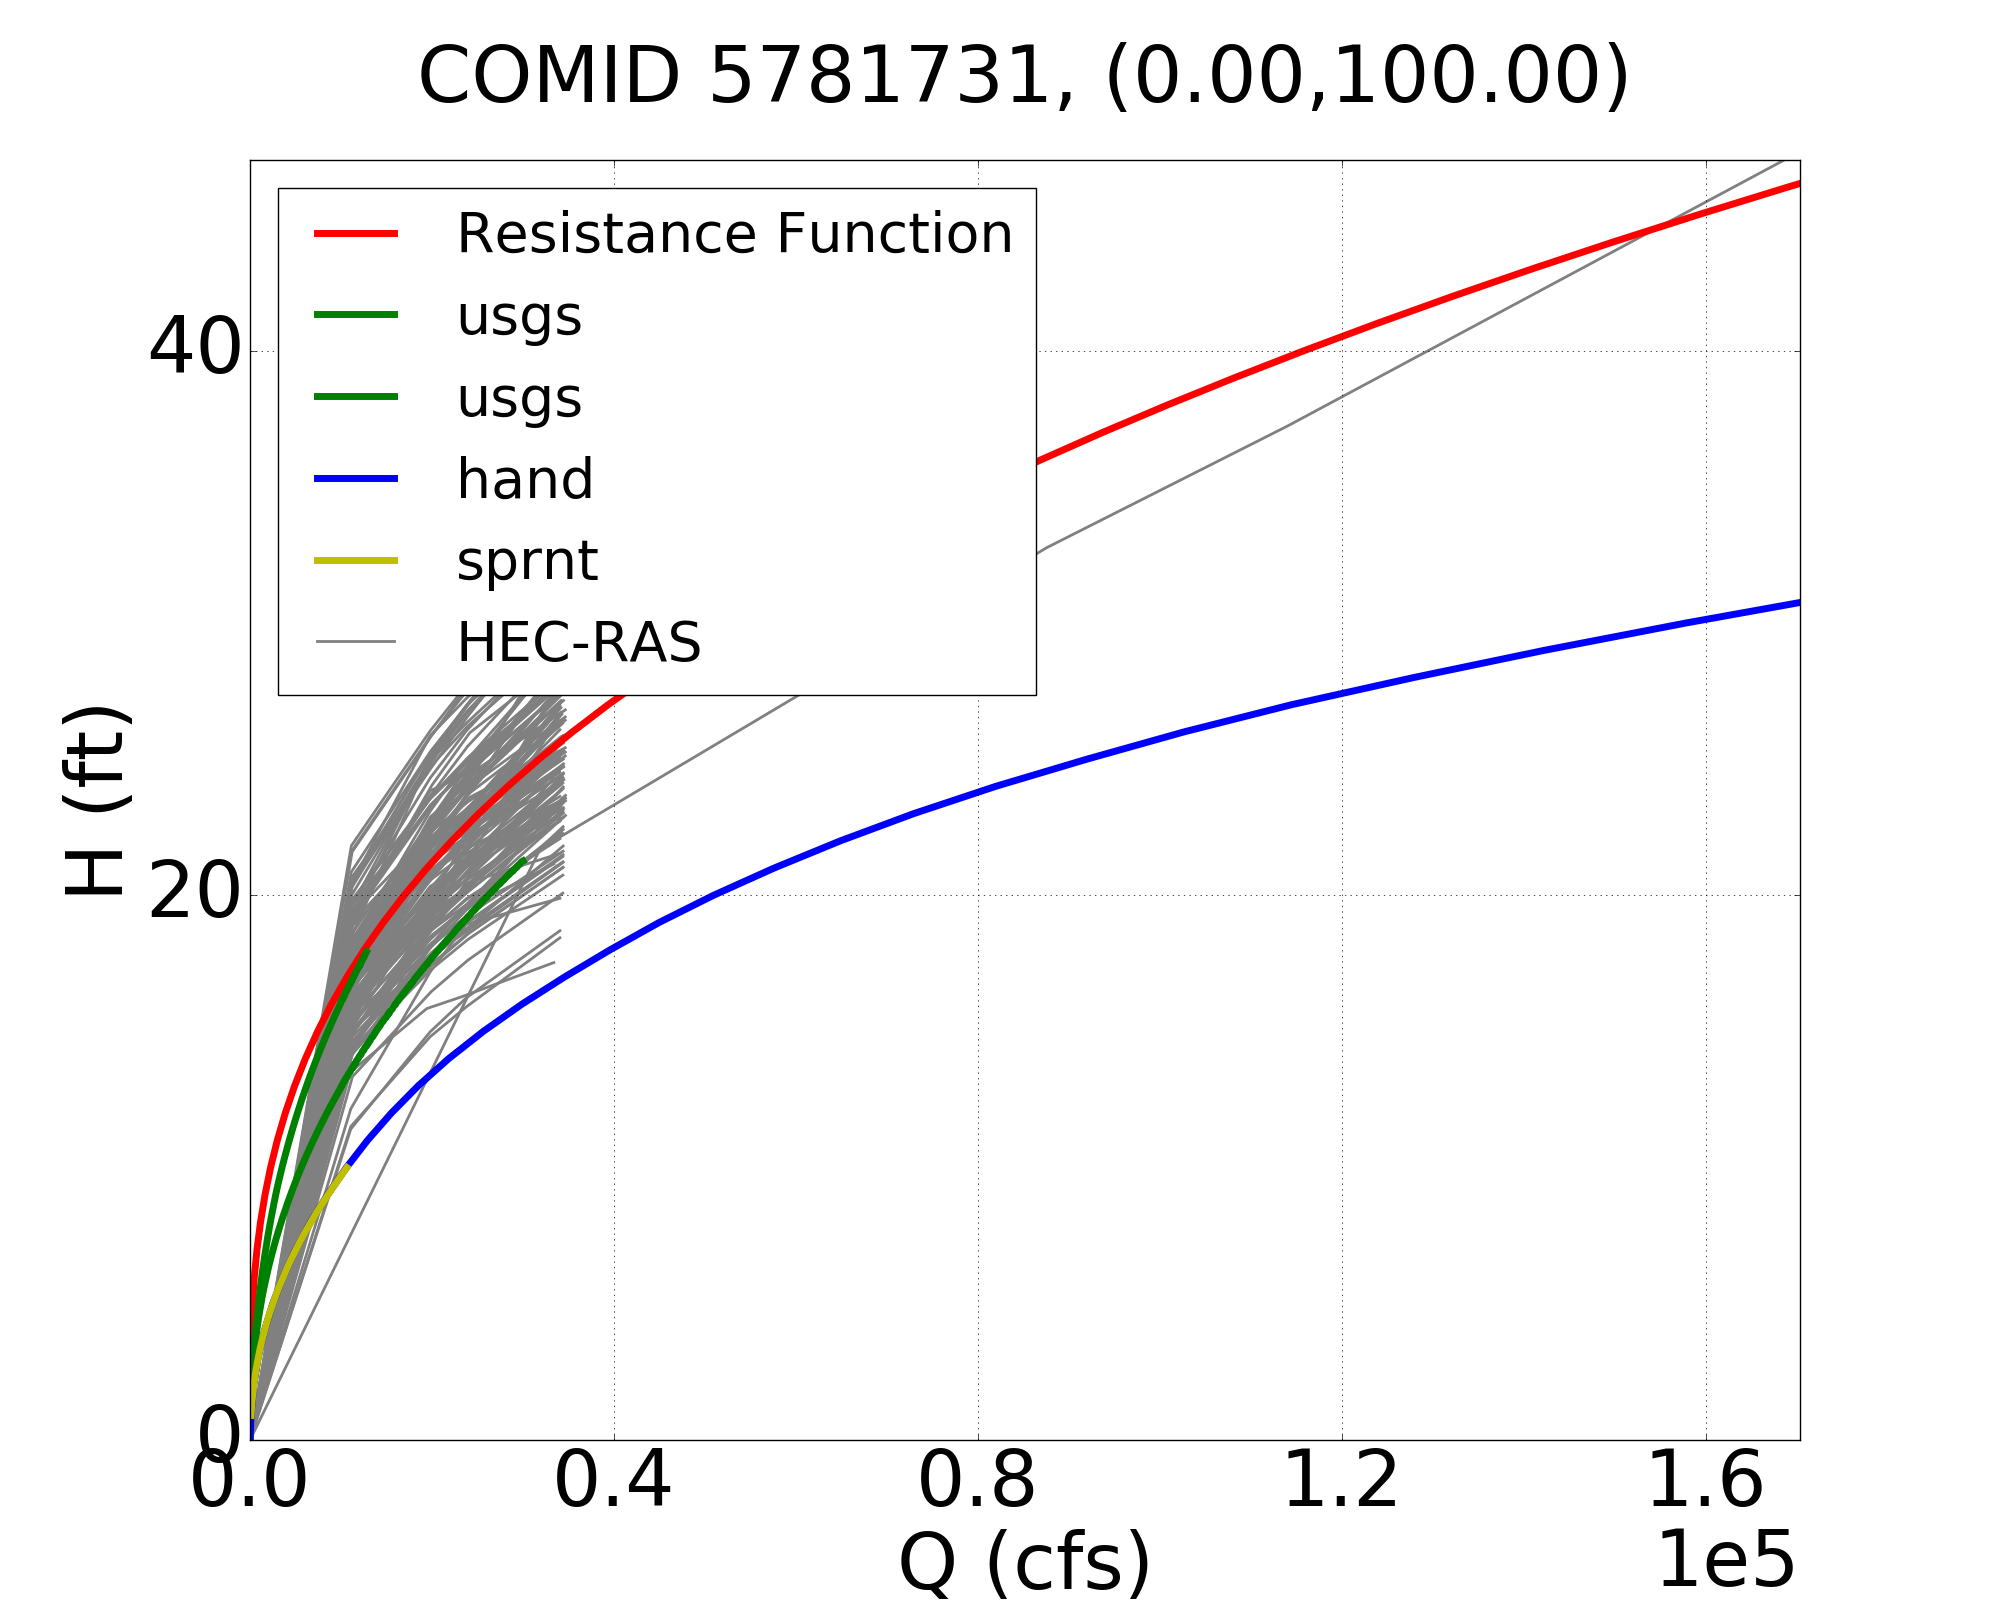 COMID 5781731, (0.00,100.00)
Resistance Function
usgs
usgs
hand
sprnt
HEC-RAS
H (ft)
40
20
0
0.0 0.4 0.8 1.2 1.6
1e5
Q (cfs)